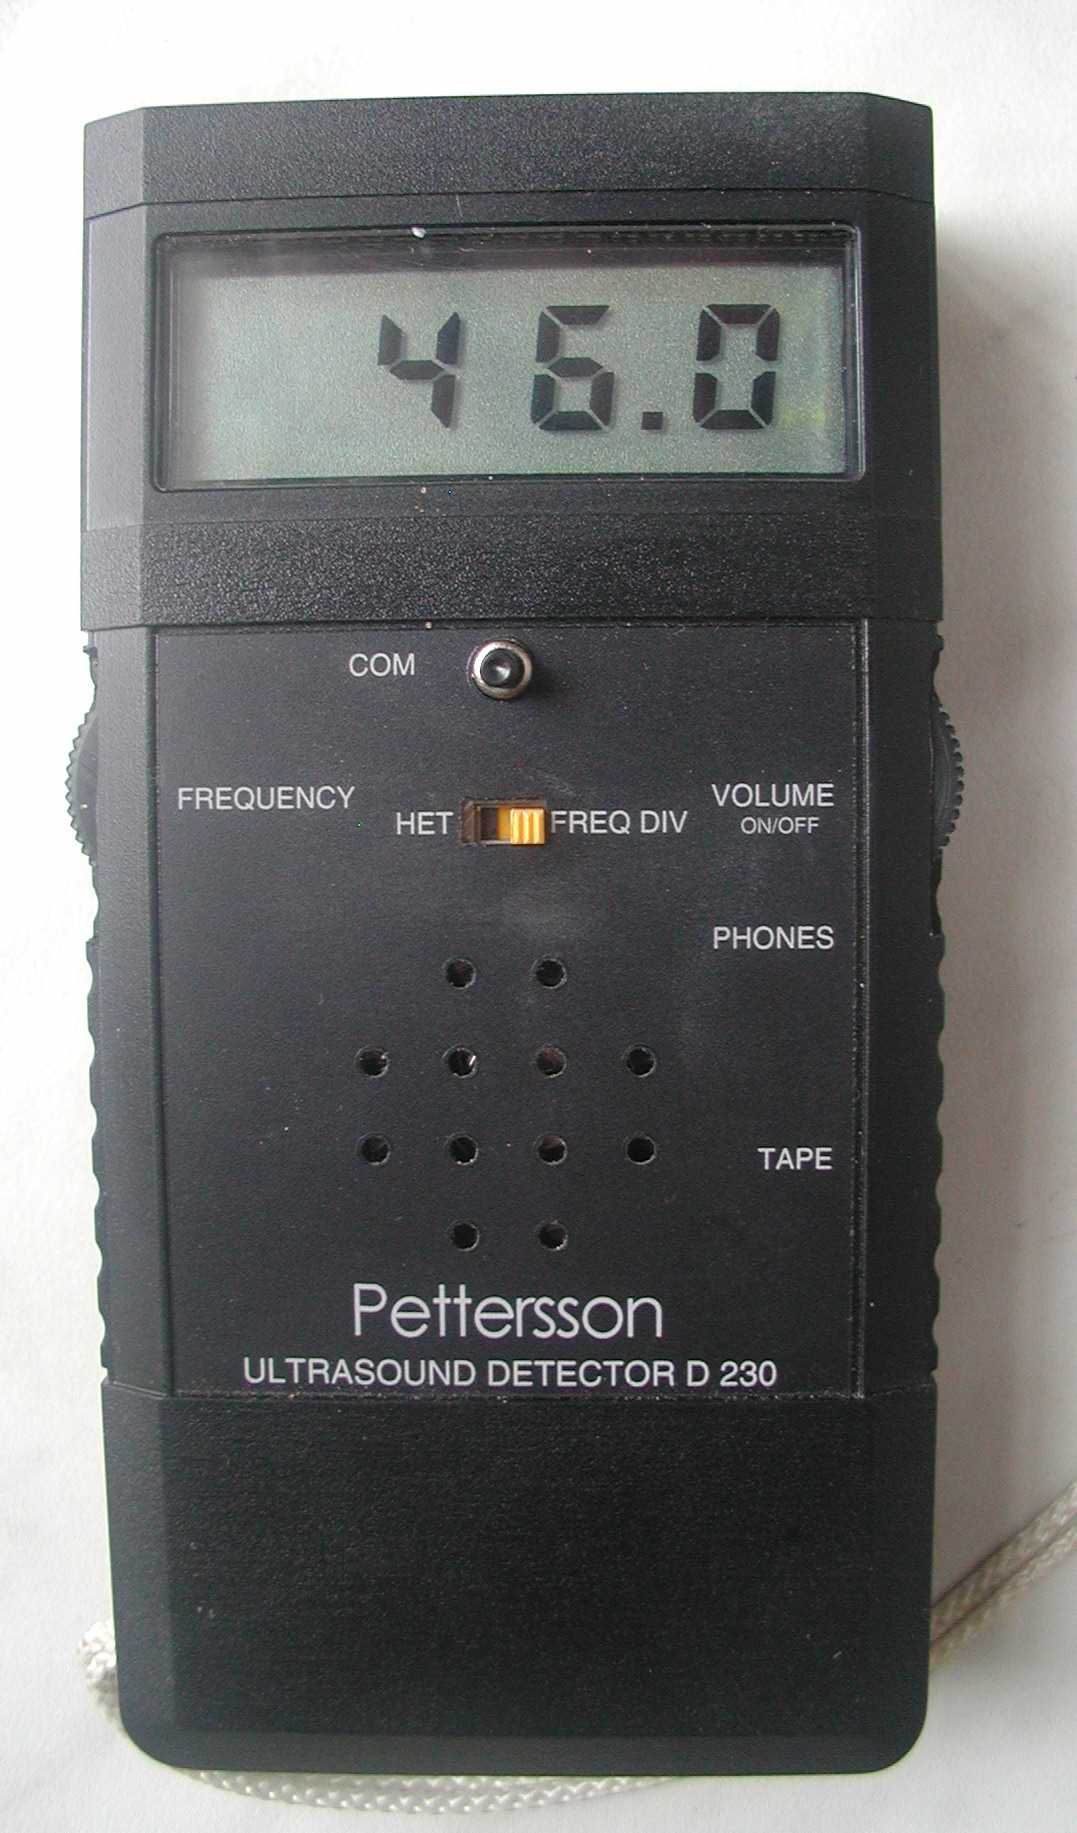 46.0
COM
FREQUENCY
HET FREQ DIV
VOLUME
ON/OFF
PHONES
TAPE
Pettersson
ULTRASOUND DETECTOR D 230